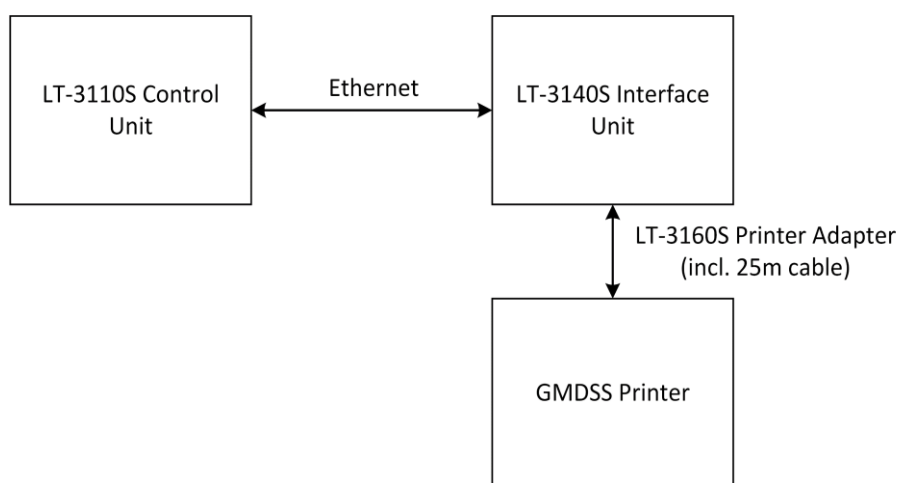 LT-3110S Control
Unit
Ethernet
LT-3140S Interface
Unit
LT-3160S Printer Adapter
(incl. 25m cable)
GMDSS Printer